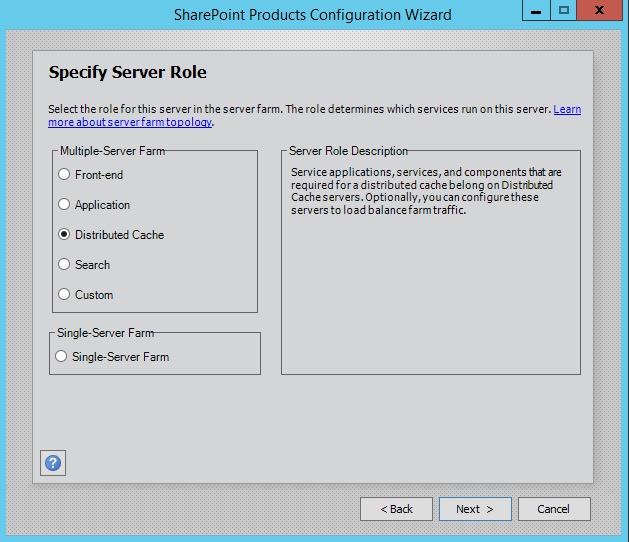 SharePoint Products Configuration Wizard
Specify Server Role
Select the role for this server in the server farm. The role determines which services run on this server. Learn
more about server farm topology.
Multiple-Server Farm
Front-end
Application
Distributed Cache
Search
Custom
Single-Server Farm
Single-Server Farm
Server Role Description
Service applications, services, and components that are
required for a distributed cache belong on Distributed
Cache servers. Optionally, you can configure these
servers to load balance farm traffic.
?
< Back
Next >
Cancel